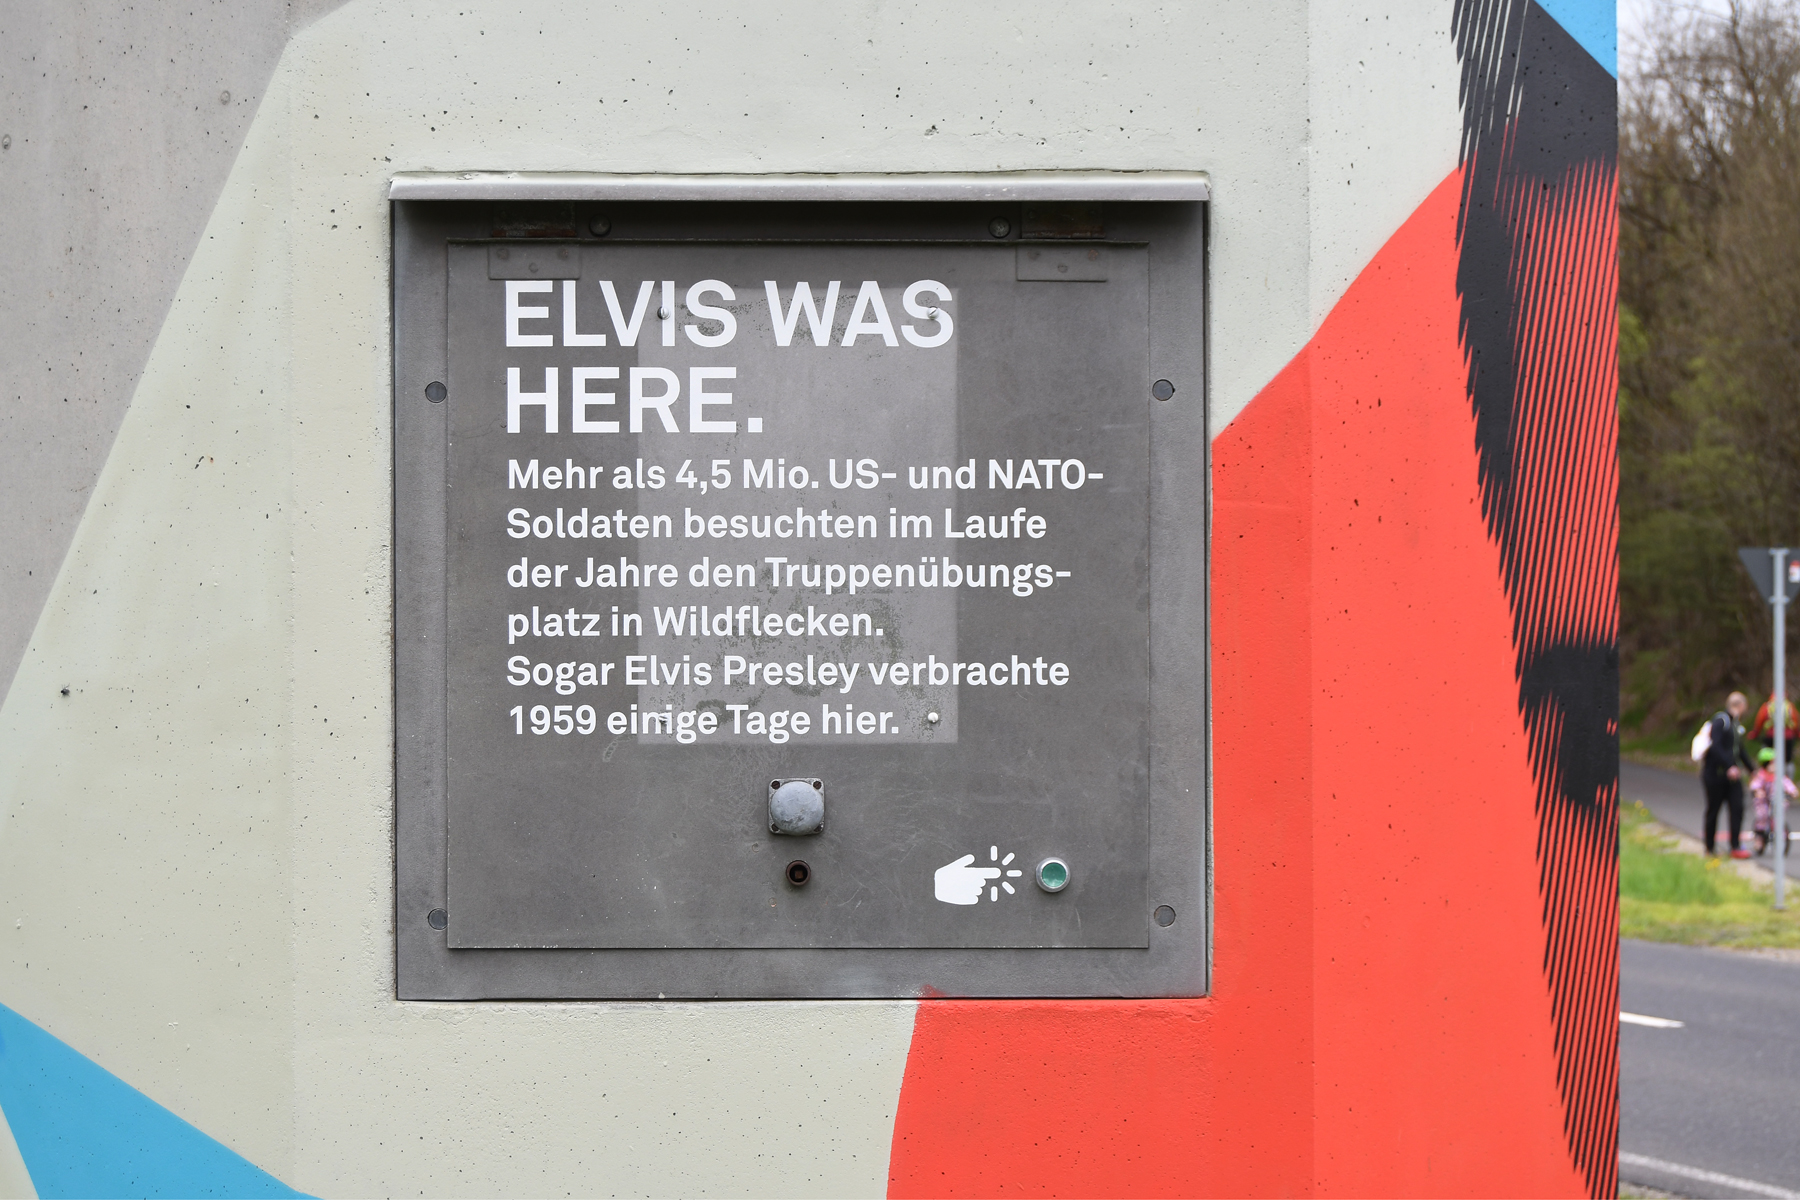 ELVIS WAS
HERE.
Mehr als 4,5 Mio. US- und NATO-
Soldaten besuchten im Laufe
der Jahre den Truppenübungs-
platz in Wildflecken.
Sogar Elvis Presley verbrachte
1959 einige Tage hier.